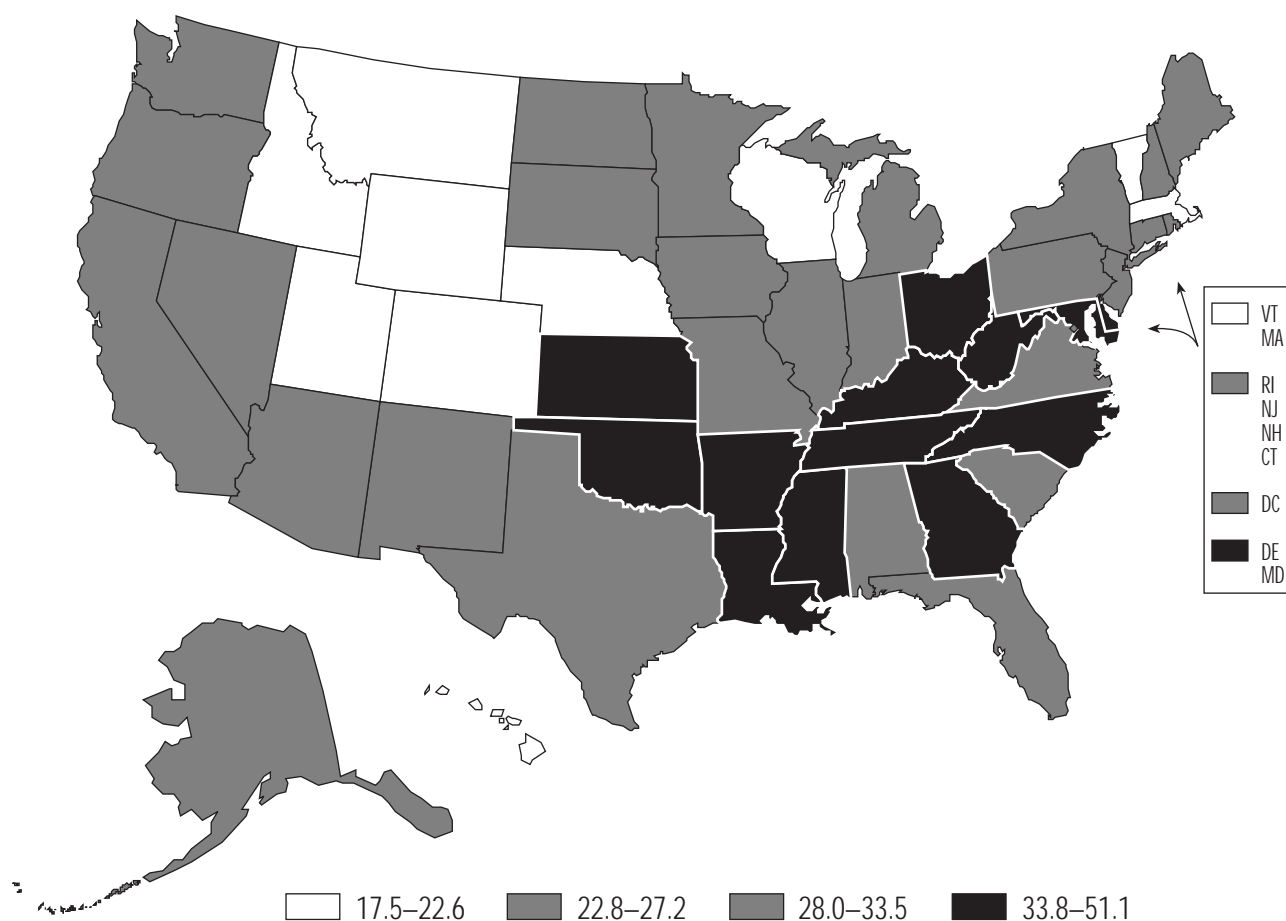 VT
MA
RI
NJ
NH
CT
DC
DE
MD
17.5–22.6 22.8–27.2 28.0–33.5 33.8–51.1